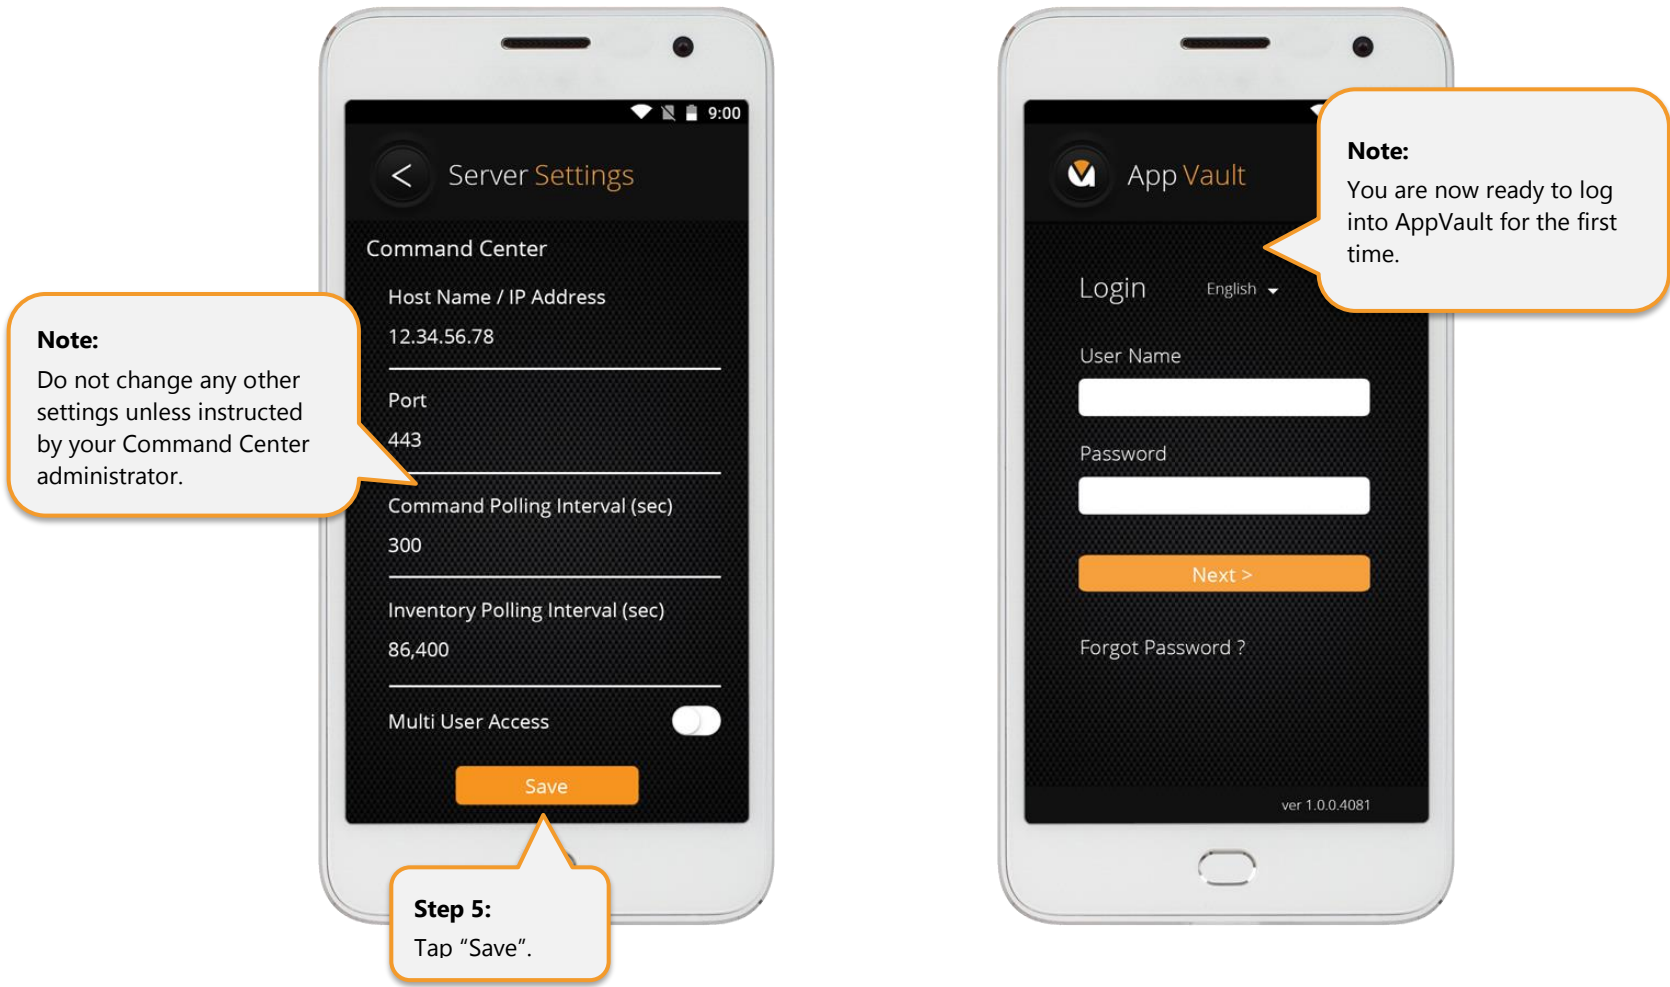 9:00
< Server Settings
Command Center
Host Name / IP Address
12.34.56.78
Port
443
Command Polling Interval (sec)
300
Inventory Polling Interval (sec)
86,400
Multi User Access
Save
Note:
Do not change any other
settings unless instructed
by your Command Center
administrator.
Step 5:
Tap “Save”.
App Vault
Login English
User Name
Password
Next >
Forgot Password ?
ver 1.0.0.4081
Note:
You are now ready to log
into AppVault for the first
time.